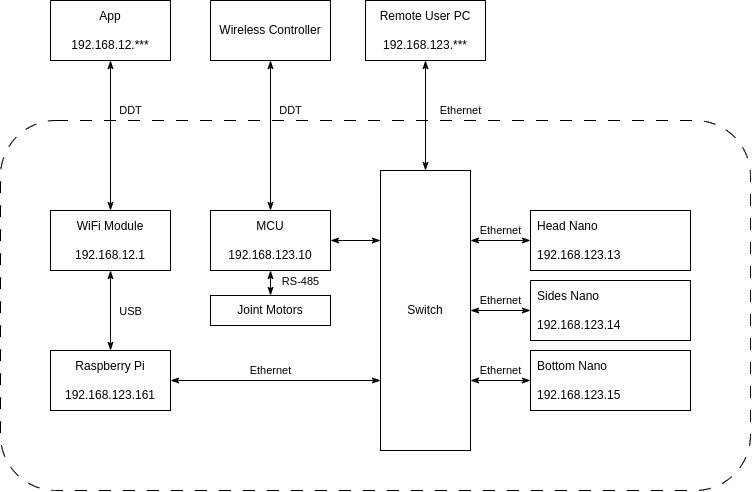 App
192.168.12.***
Wireless Controller
Remote User PC
192.168.123.***
DDT
DDT
Ethernet
WiFi Module
192.168.12.1
MCU
192.168.123.10
Ethernet
Head Nano
192.168.123.13
RS-485
Joint Motors
USB
Switch
Ethernet
Sides Nano
192.168.123.14
Raspberry Pi
192.168.123.161
Ethernet
Ethernet
Bottom Nano
192.168.123.15